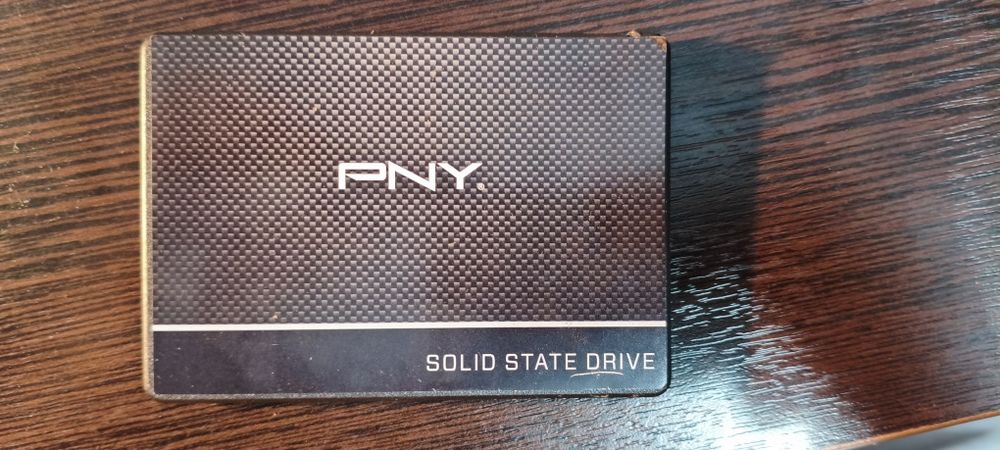 PNY®
SOLID STATE DRIVE